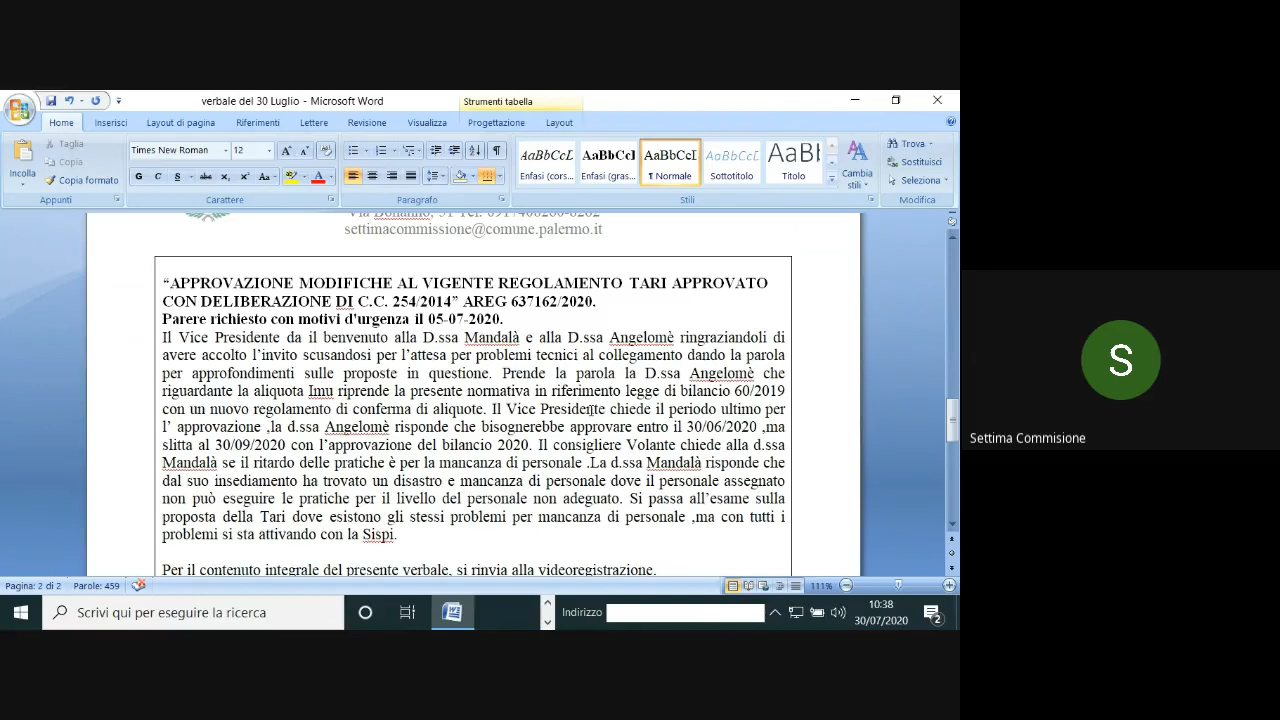 verbale del 30 Luglio - Microsoft Word
Strumenti tabella
Home Inserisci Layout di pagina Riferimenti Lettere Revisione Visualizza Progettazione Layout
Incolla
Taglia
Copia
Copia formato
Appunti
Times New Roman 12
G C S abc x₂ x² Aa
Carattere
Paragrafo
AaBbCcL AaBbCcI AaBbCcI AaBbCcI AaBb
Enfasi (cors... Enfasi (gras... ¶ Normale Sottotitolo Titolo
Cambia stili
Stili
Trova
Sostituisci
Seleziona
Modifica
settimacommissione@comune.palermo.it
“APPROVAZIONE MODIFICHE AL VIGENTE REGOLAMENTO TARI APPROVATO
CON DELIBERAZIONE DI C.C. 254/2014” AREG 637162/2020.
Parere richiesto con motivi d'urgenza il 05-07-2020.
Il Vice Presidente da il benvenuto alla D.ssa Mandalà e alla D.ssa Angelomè ringraziandoli di
avere accolto l’invito scusandosi per l’attesa per problemi tecnici al collegamento dando la parola
per approfondimenti sulle proposte in questione. Prende la parola la D.ssa Angelomè che
riguardante la aliquota Imu riprende la presente normativa in riferimento legge di bilancio 60/2019
con un nuovo regolamento di conferma di aliquote. Il Vice Presidente chiede il periodo ultimo per
l’ approvazione ,la d.ssa Angelomè risponde che bisognerebbe approvare entro il 30/06/2020 ,ma
slitta al 30/09/2020 con l’approvazione del bilancio 2020. Il consigliere Volante chiede alla d.ssa
Mandalà se il ritardo delle pratiche è per la mancanza di personale .La d.ssa Mandalà risponde che
dal suo insediamento ha trovato un disastro e mancanza di personale dove il personale assegnato
non può eseguire le pratiche per il livello del personale non adeguato. Si passa all’esame sulla
proposta della Tari dove esistono gli stessi problemi per mancanza di personale ,ma con tutti i
problemi si sta attivando con la Sispi.
Per il contenuto integrale del presente verbale, si rinvia alla videoregistrazione.
Pagina: 2 di 2 Parole: 459 111%
Scrivi qui per eseguire la ricerca
Indirizzo
10:38
30/07/2020
2
S
Settima Commisione